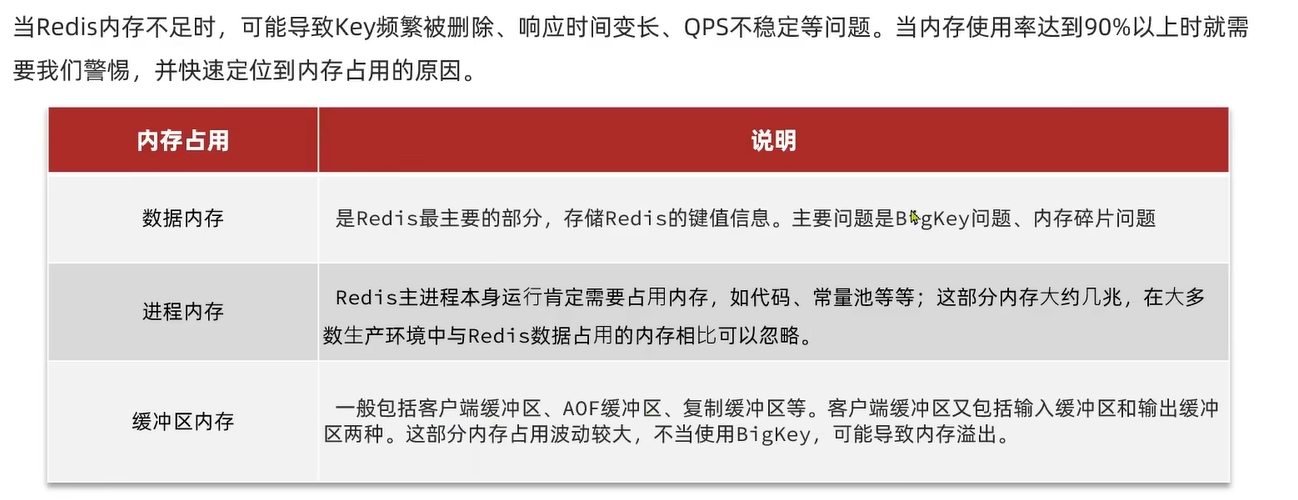 当Redis内存不足时，可能导致Key频繁被删除、响应时间变长、QPS不稳定等问题。当内存使用率达到90%以上时就需
要我们警惕，并快速定位到内存占用的原因。
内存占用
说明
数据内存
是Redis最主要的部分，存储Redis的键值信息。主要问题是BigKey问题、内存碎片问题
进程内存
Redis主进程本身运行肯定需要占用内存，如代码、常量池等等；这部分内存大约几兆，在大多
数生产环境中与Redis数据占用的内存相比可以忽略。
缓冲区内存
一般包括客户端缓冲区、AOF缓冲区、复制缓冲区等。客户端缓冲区又包括输入缓冲区和输出缓冲
区两种。这部分内存占用波动较大，不当使用BigKey，可能导致内存溢出。